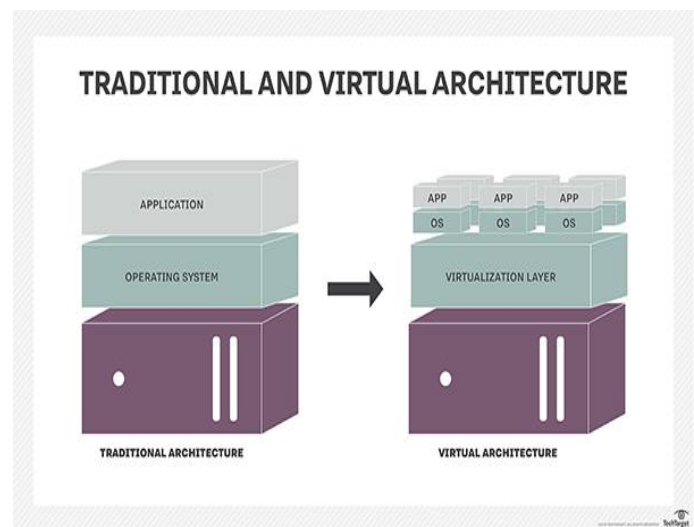 TRADITIONAL AND VIRTUAL ARCHITECTURE
APPLICATION
OPERATING SYSTEM
TRADITIONAL ARCHITECTURE
APP APP APP
OS OS OS
VIRTUALIZATION LAYER
VIRTUAL ARCHITECTURE
TechTarget